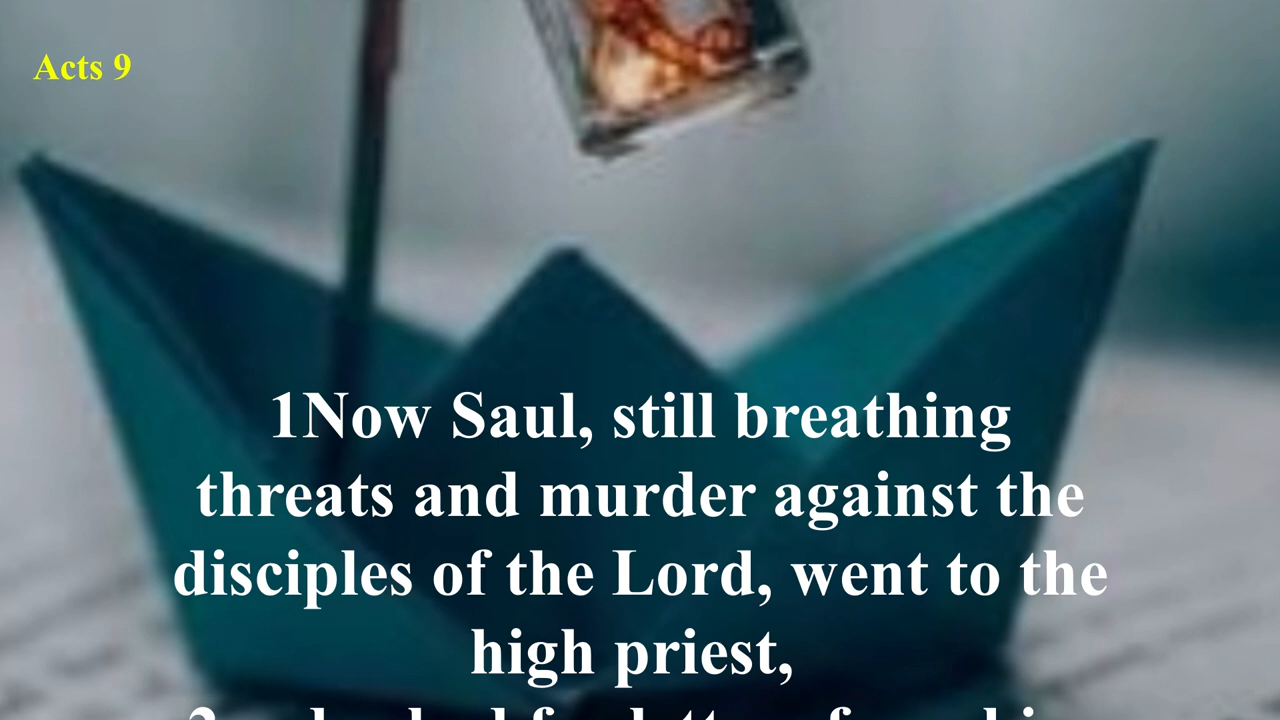 Acts 9
1Now Saul, still breathing
threats and murder against the
disciples of the Lord, went to the
high priest,